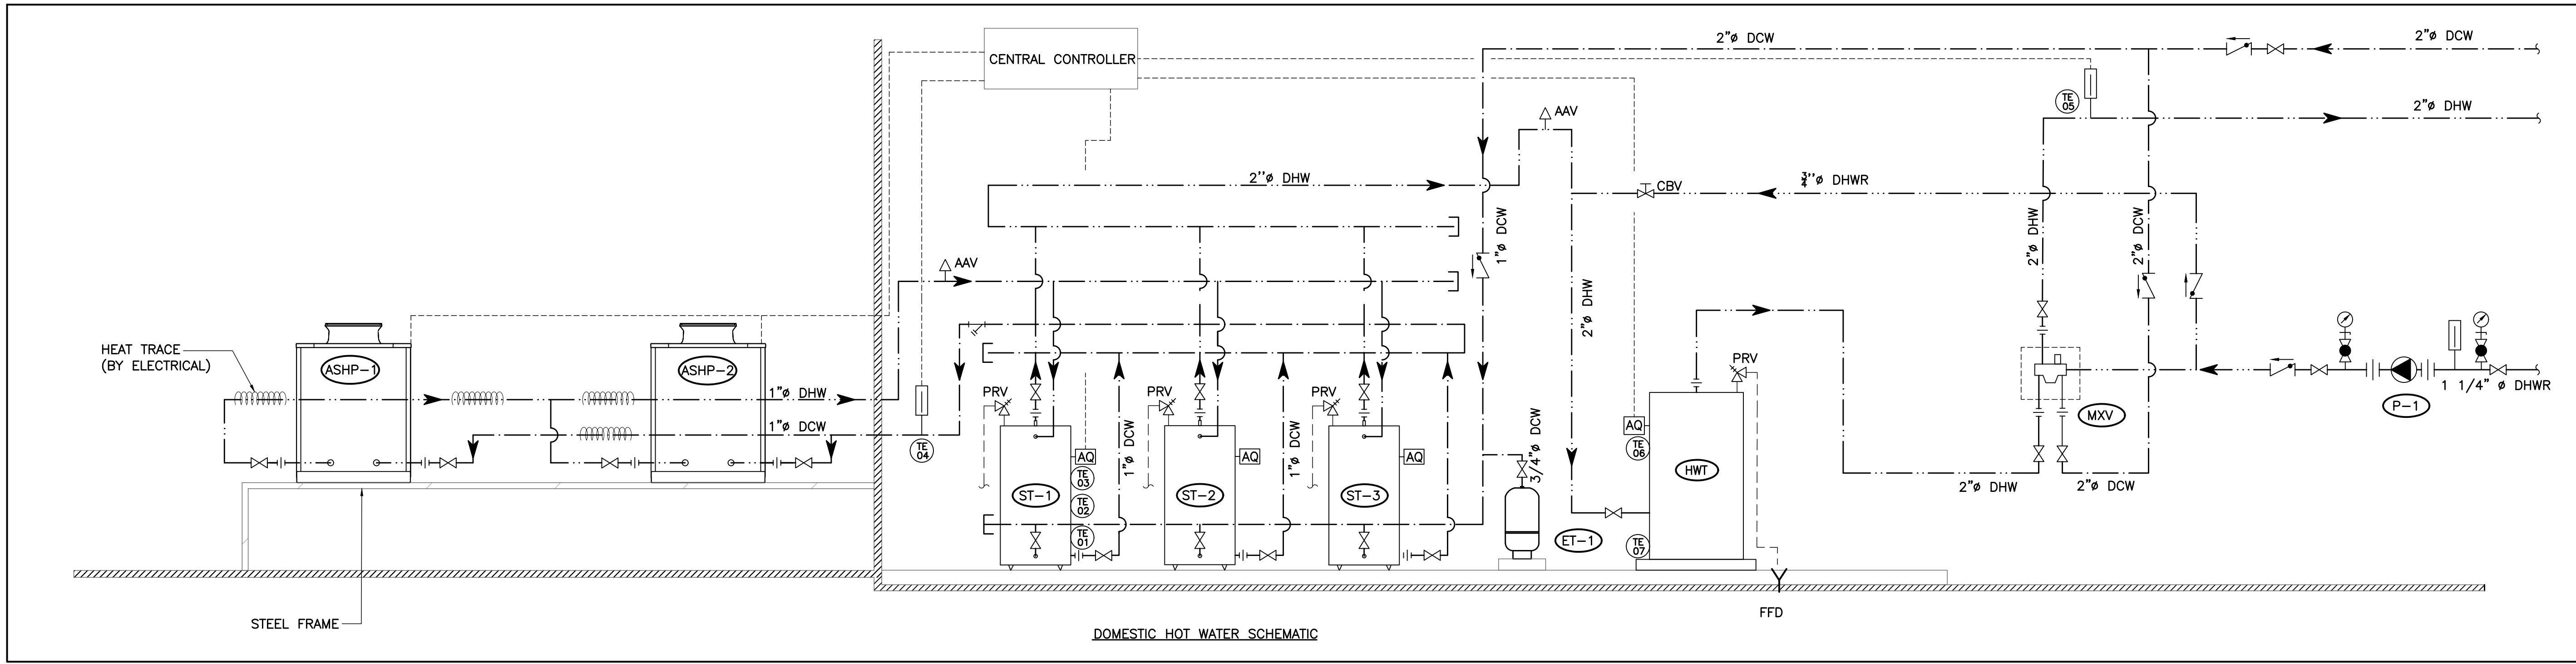 2"ø DCW
2"ø DCW
CENTRAL CONTROLLER
TE
05
2"ø DHW
AAV
2''ø DHW
CBV
3/4''ø DHWR
1"ø DCW
2"ø DHW
2"ø DCW
AAV
2"ø DHW
HEAT TRACE
(BY ELECTRICAL)
ASHP-1
ASHP-2
1"ø DHW
1"ø DCW
TE
04
PRV
PRV
PRV
PRV
1"ø DCW
1"ø DCW
1"ø DCW
3/4"ø DCW
1 1/4" ø DHWR
P-1
MXV
AQ
TE
06
AQ
TE
03
AQ
AQ
HWT
ST-1
ST-2
ST-3
TE
02
TE
01
2"ø DHW
2"ø DCW
ET-1
TE
07
FFD
STEEL FRAME
DOMESTIC HOT WATER SCHEMATIC